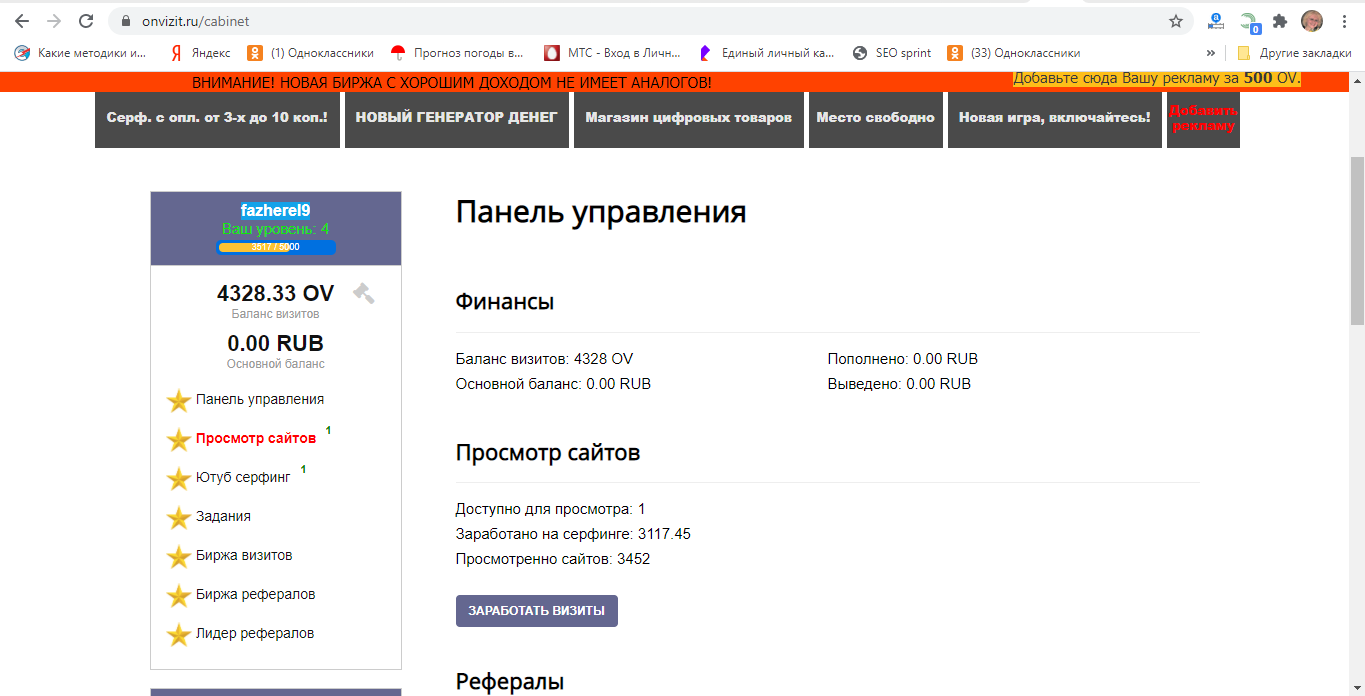 onvizit.ru/cabinet
8
0
Какие методики и...
Яндекс
(1) Одноклассники
Прогноз погоды в...
МТС - Вход в Личн...
Единый личный ка...
SEO sprint
(33) Одноклассники
»
Другие закладки
ВНИМАНИЕ! НОВАЯ БИРЖА С ХОРОШИМ ДОХОДОМ НЕ ИМЕЕТ АНАЛОГОВ!
Добавьте сюда Вашу рекламу за 500 OV.
Серф. с опл. от 3-х до 10 коп.!
НОВЫЙ ГЕНЕРАТОР ДЕНЕГ
Магазин цифровых товаров
Место свободно
Новая игра, включайтесь!
Добавить
рекламу
fazherel9
Ваш уровень: 4
3517 / 5000
4328.33 OV
Баланс визитов
0.00 RUB
Основной баланс
Панель управления
Просмотр сайтов 1
Ютуб серфинг 1
Задания
Биржа визитов
Биржа рефералов
Лидер рефералов
Панель управления
Финансы
Баланс визитов: 4328 OV
Пополнено: 0.00 RUB
Основной баланс: 0.00 RUB
Выведено: 0.00 RUB
Просмотр сайтов
Доступно для просмотра: 1
Заработано на серфинге: 3117.45
Просмотренно сайтов: 3452
ЗАРАБОТАТЬ ВИЗИТЫ
Рефералы